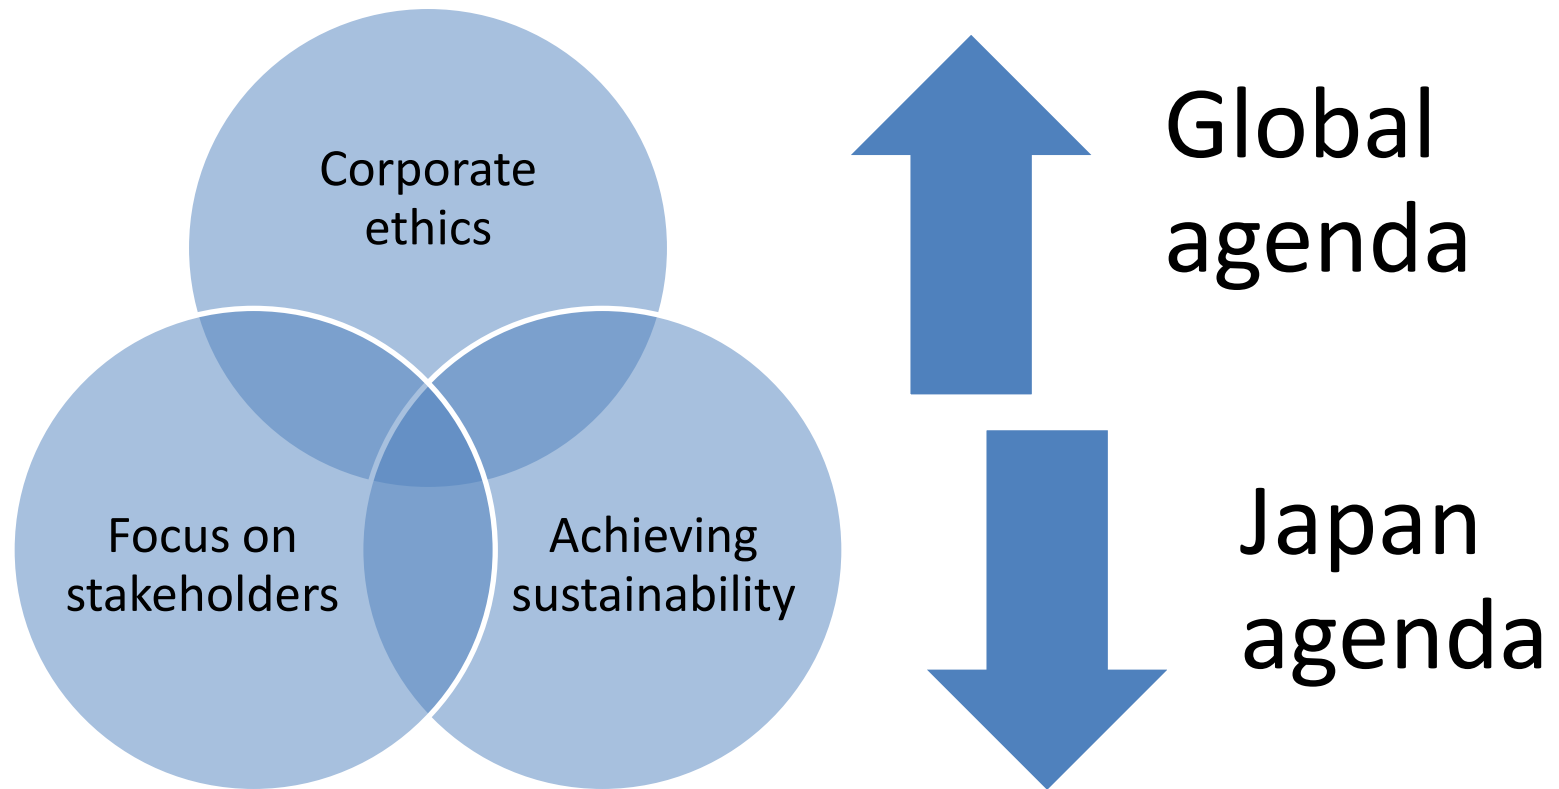 Corporate
ethics
Focus on
stakeholders
Achieving
sustainability
Global
agenda
Japan
agenda